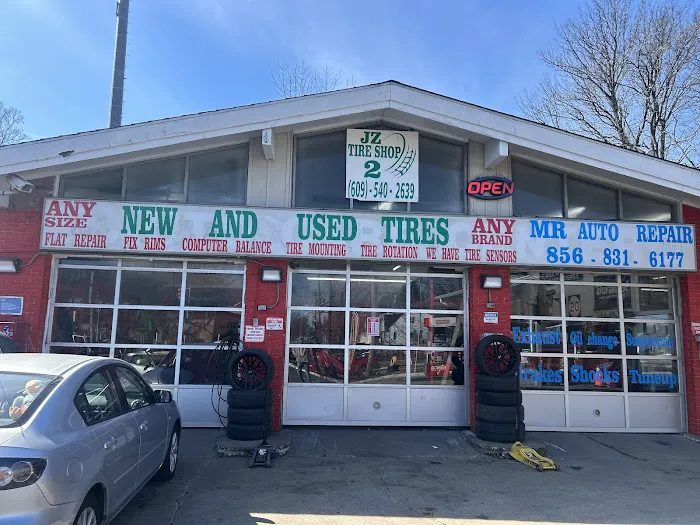 JZ
TIRE SHOP
2
(609)-540-2639
OPEN
ANY SIZE
NEW AND USED TIRES
ANY BRAND
FLAT REPAIR FIX RIMS COMPUTER BALANCE TIRE MOUNTING TIRE ROTATION WE HAVE TIRE SENSORS
MR AUTO REPAIR
856-831-6177
Suspension
Brakes Shocks Tuneup